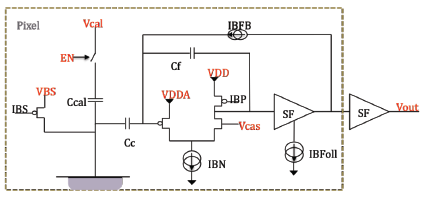 Pixel
Vcal
IBFB
EN
Cf
VDD
VBS
VDDA
IBS
Ccal
IBP
SF
SF
Vout
Vcas
Cc
IBN
IBFoll